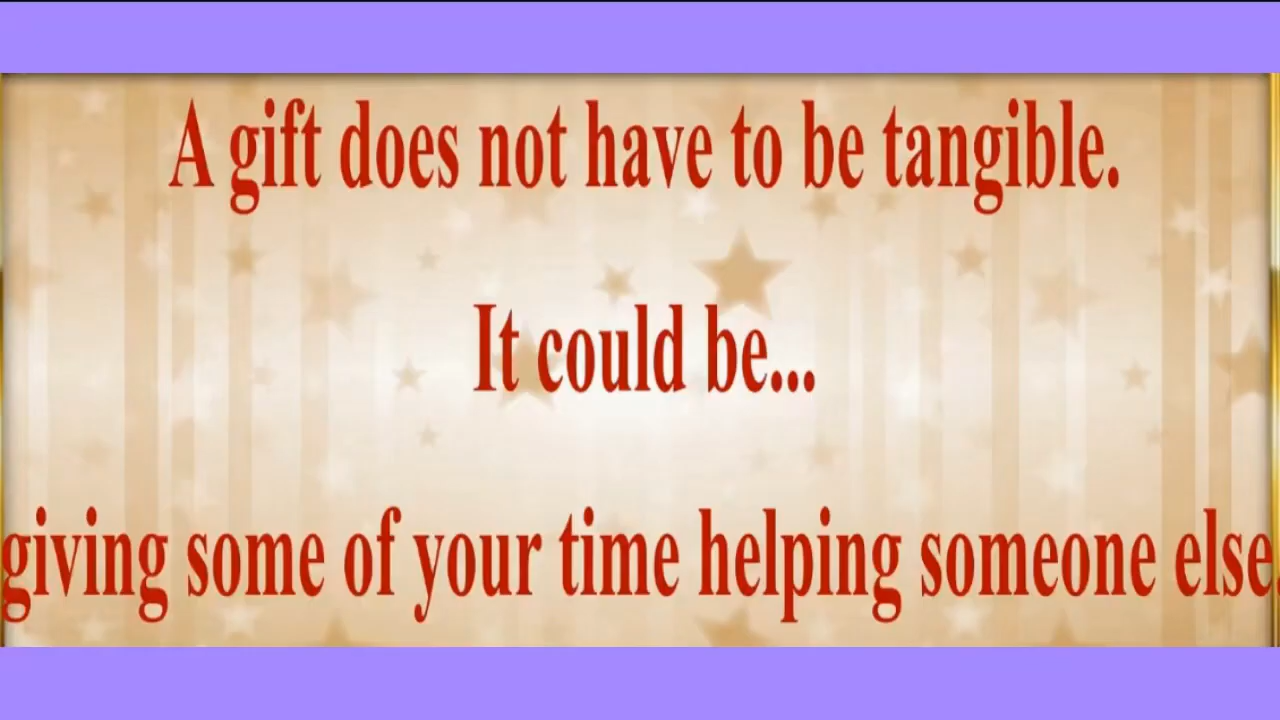 A gift does not have to be tangible.
It could be...
giving some of your time helping someone else.